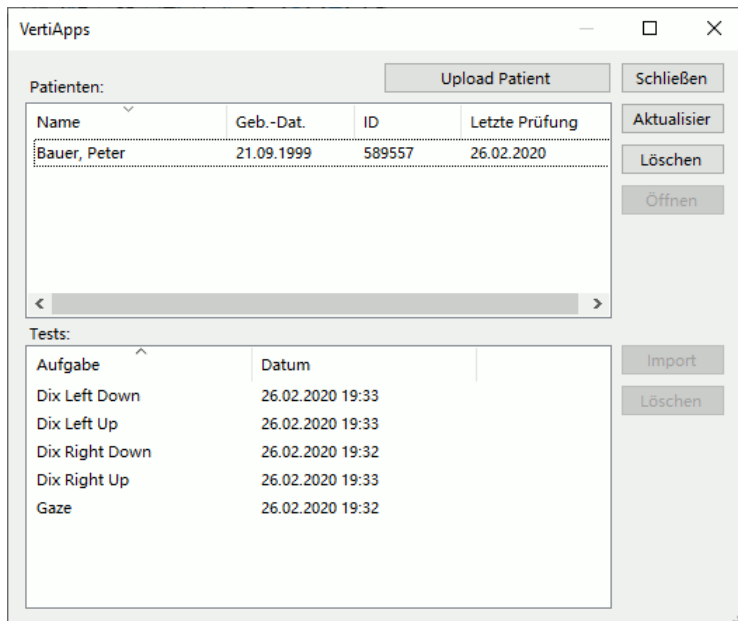 VertiApps
Patienten:
Upload Patient
Schließen
Name Geb.-Dat. ID Letzte Prüfung
Aktualisier
Bauer, Peter 21.09.1999 589557 26.02.2020
Löschen
Öffnen
Tests:
Aufgabe Datum
Import
Dix Left Down 26.02.2020 19:33
Löschen
Dix Left Up 26.02.2020 19:33
Dix Right Down 26.02.2020 19:32
Dix Right Up 26.02.2020 19:33
Gaze 26.02.2020 19:32